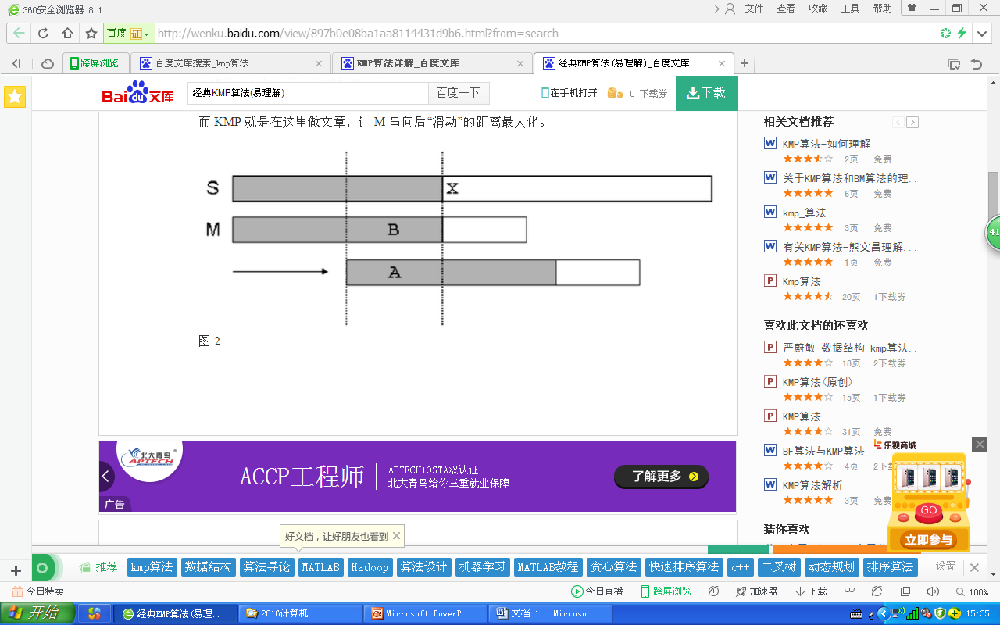 360安全浏览器 8.1
文件 查看 收藏 工具 帮助
百度 证 http://wenku.baidu.com/view/897b0e08ba1aa8114431d9b6.html?from=search
跨屏浏览 百度文库搜索_kmp算法 KMP算法详解_百度文库 经典KMP算法(易理解)_百度文库
Bai du 文库 经典KMP算法(易理解) 百度一下 在手机打开 0 下载券 下载
而 KMP 就是在这里做文章，让 M 串向后“滑动”的距离最大化。
S X
M B
A
图 2
相关文档推荐
KMP算法-如何理解
2页 免费
关于KMP算法和BM算法的理..
6页 免费
kmp_算法
3页 免费
有关KMP算法-熊文昌理解...
1页 免费
Kmp算法
20页 1下载券
喜欢此文档的还喜欢
严蔚敏 数据结构 kmp算法..
18页 2下载券
KMP算法(原创)
15页 1下载券
KMP算法
31页 免费
BF算法与KMP算法
4页 2下载
KMP算法解析
3页 免费
猜你喜欢
41
乐视商城
GO
立即参与
北大青鸟
APTECH
ACCP工程师
APTECH+OSTA双认证
北大青鸟给你三重就业保障
了解更多
广告
好文档，让好朋友也看到
推荐 kmp算法 数据结构 算法导论 MATLAB Hadoop 算法设计 机器学习 MATLAB教程 贪心算法 快速排序算法 c++ 二叉树 动态规划 排序算法 设置
今日特卖 今日直播 跨屏浏览 加速器 下载 100%
开始 经典KMP算法(易理... 2016计算机 Microsoft PowerP... 文档 1 - Microso... 15:35